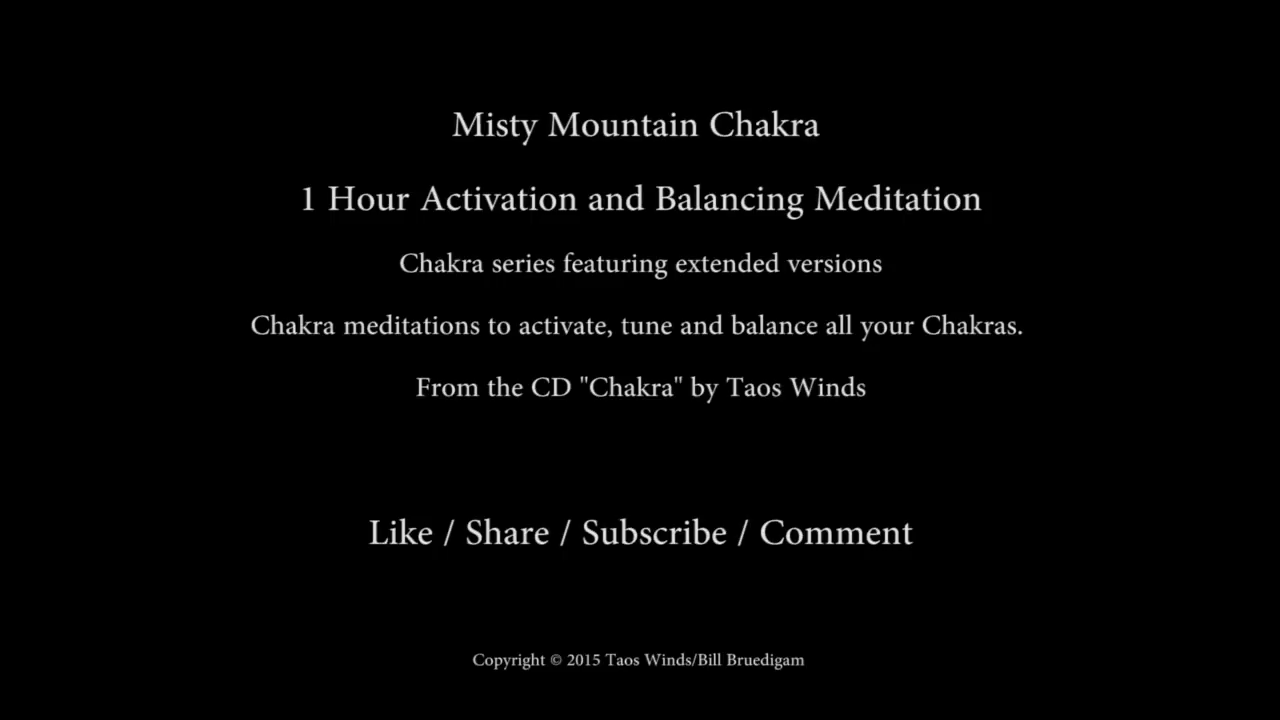 Misty Mountain Chakra
1 Hour Activation and Balancing Meditation
Chakra series featuring extended versions
Chakra meditations to activate, tune and balance all your Chakras.
From the CD "Chakra" by Taos Winds
Like / Share / Subscribe / Comment
Copyright © 2015 Taos Winds/Bill Bruedigam